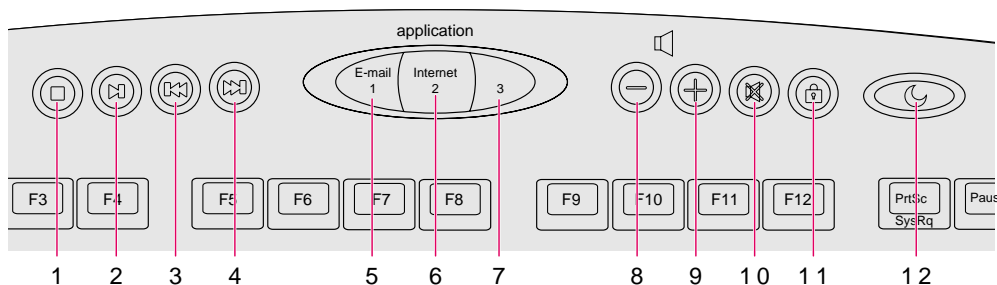 application
E-mail Internet
1 2 3
F3 F4 F5 F6 F7 F8 F9 F10 F11 F12 PrtSc Paus
SysRq
1 2 3 4 5 6 7 8 9 10 11 12